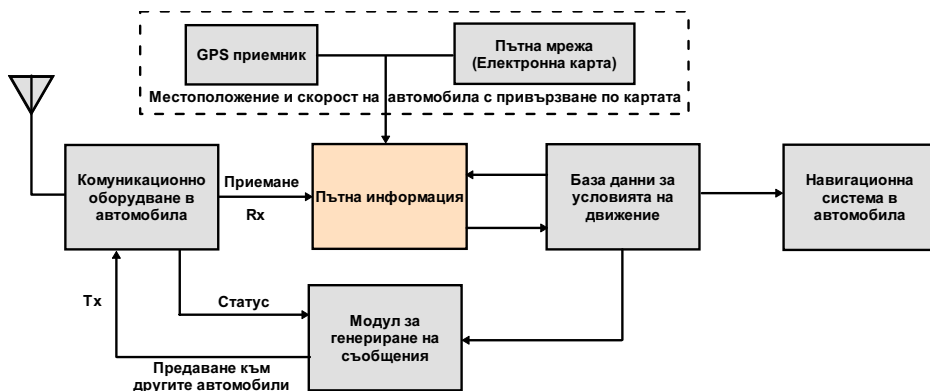 GPS приемник
Пътна мрежа
(Електронна карта)
Местоположение и скорост на автомобила с привързване по картата
Комуникационно
оборудване в
автомобила
Приемане
Rx
Пътна информация
База данни за
условията на
движение
Навигационна
система в
автомобила
Tx
Статус
Модул за
генериране на
съобщения
Предаване към
другите автомобили